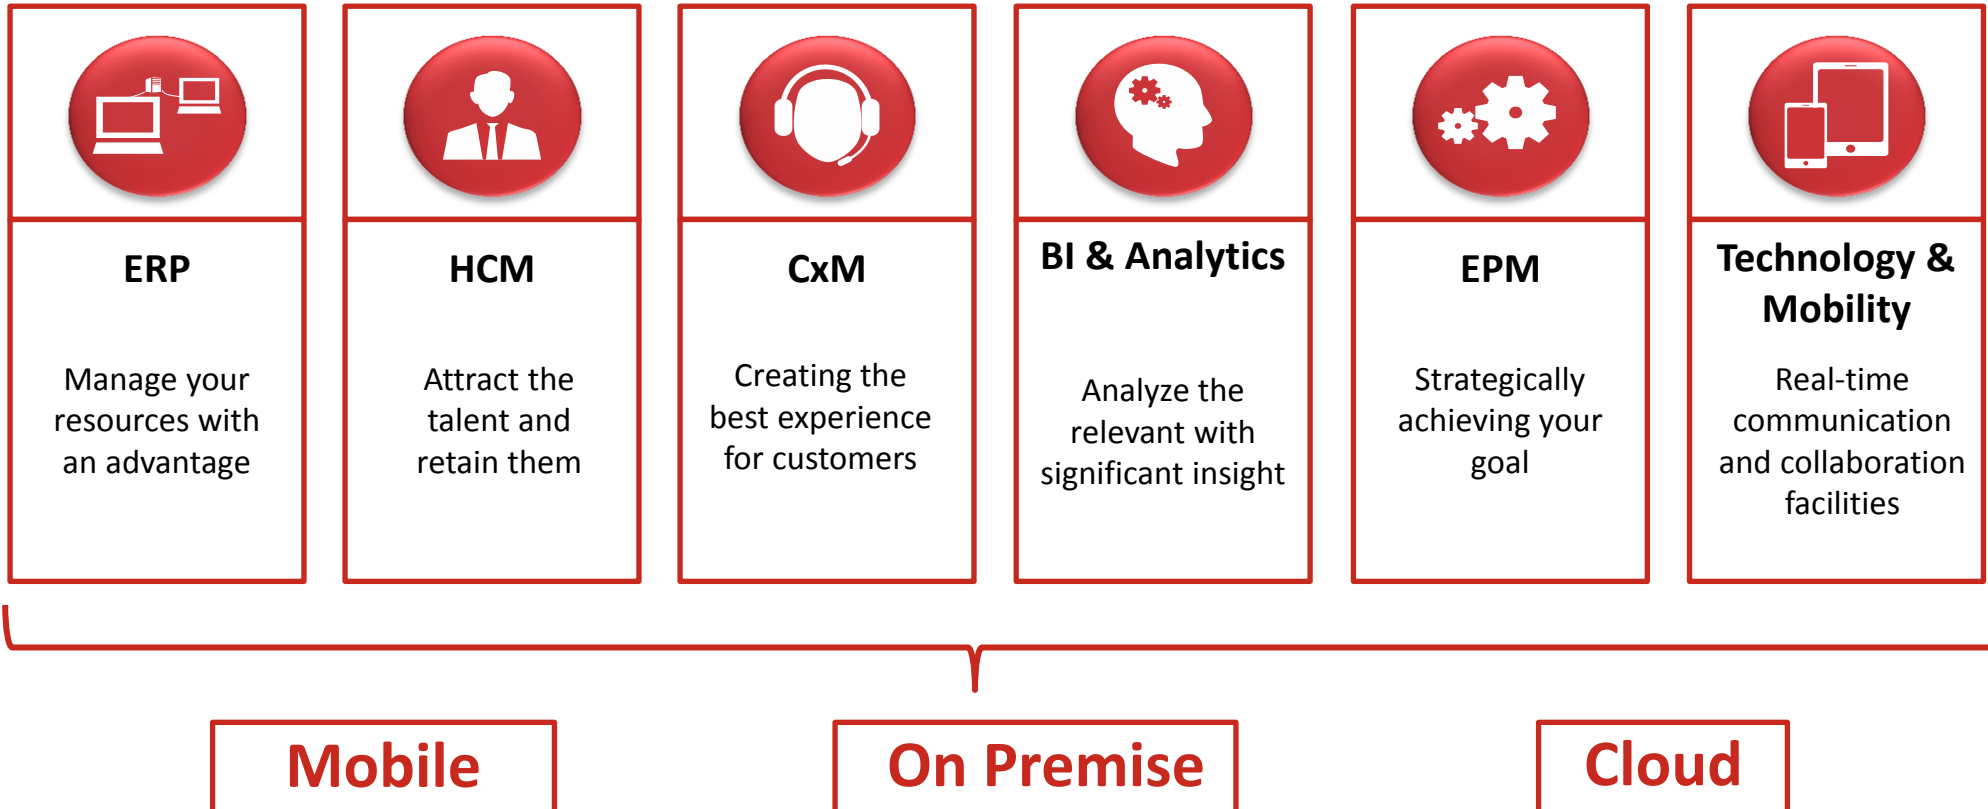 ERP
Manage your
resources with
an advantage
HCM
Attract the
talent and
retain them
CxM
Creating the
best experience
for customers
BI & Analytics
Analyze the
relevant with
significant insight
EPM
Strategically
achieving your
goal
Technology &
Mobility
Real-time
communication
and collaboration
facilities
Mobile
On Premise
Cloud